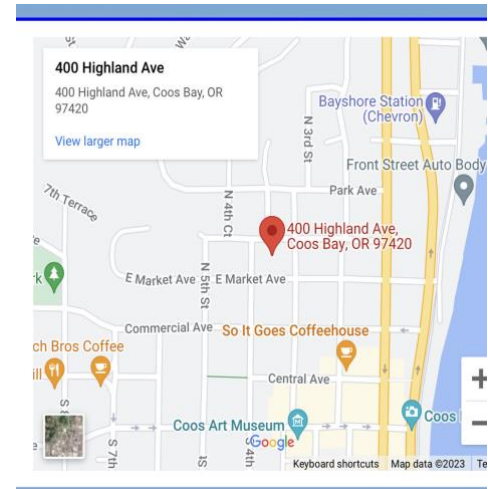 400 Highland Ave
400 Highland Ave, Coos Bay, OR
97420
View larger map
Bayshore Station
(Chevron)
N 3rd St
Front Street Auto Body
7th Terrace
Park Ave
N 4th Ct
400 Highland Ave,
Coos Bay, OR 97420
E Market Ave
E Market Ave
N 5th St
Commercial Ave
So It Goes Coffeehouse
ch Bros Coffee
Central Ave
Coos Art Museum
Coos
S 7th
S 4th
Google
Keyboard shortcuts
Map data ©2023
Te